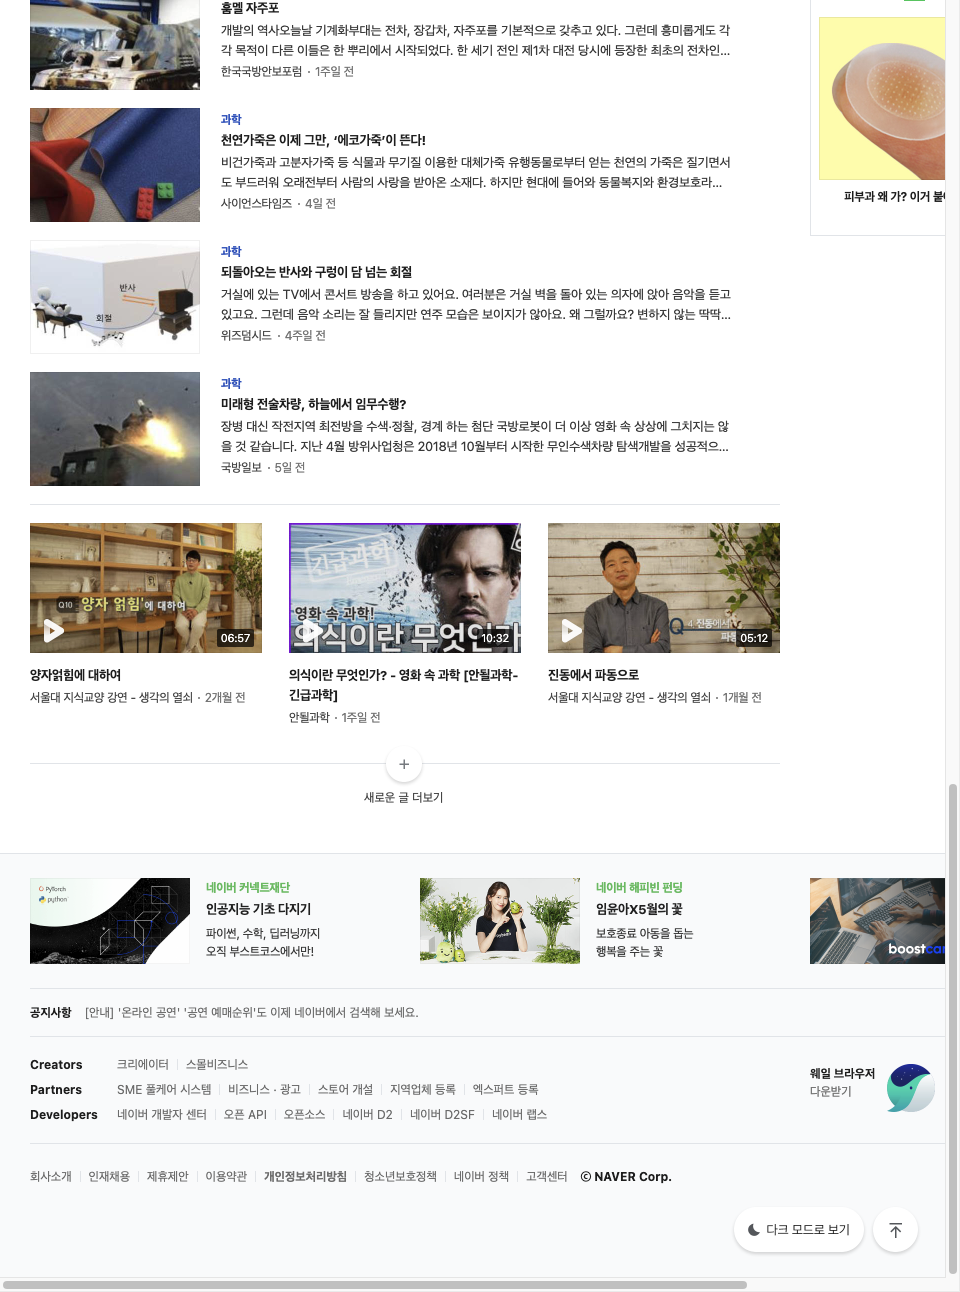 홈멜 자주포
개발의 역사오늘날 기계화부대는 전차, 장갑차, 자주포를 기본적으로 갖추고 있다. 그런데 흥미롭게도 각
각 목적이 다른 이들은 한 뿌리에서 시작되었다. 한 세기 전인 제1차 대전 당시에 등장한 최초의 전차인...
한국국방안보포럼 · 1주일 전
과학
천연가죽은 이제 그만, ‘에코가죽’이 뜬다!
비건가죽과 고분자가죽 등 식물과 무기질 이용한 대체가죽 유행동물로부터 얻는 천연의 가죽은 질기면서
도 부드러워 오래전부터 사람의 사랑을 받아온 소재다. 하지만 현대에 들어와 동물복지와 환경보호라...
사이언스타임즈 · 4일 전
피부과 왜 가? 이거 붙
과학
되돌아오는 반사와 구렁이 담 넘는 회절
거실에 있는 TV에서 콘서트 방송을 하고 있어요. 여러분은 거실 벽을 돌아 있는 의자에 앉아 음악을 듣고
있고요. 그런데 음악 소리는 잘 들리지만 연주 모습은 보이지가 않아요. 왜 그럴까요? 변하지 않는 딱딱...
위즈덤시드 · 4주일 전
반사
회절
과학
미래형 전술차량, 하늘에서 임무수행?
장병 대신 작전지역 최전방을 수색·정찰, 경계 하는 첨단 국방로봇이 더 이상 영화 속 상상에 그치지는 않
을 것 같습니다. 지난 4월 방위사업청은 2018년 10월부터 시작한 무인수색차량 탐색개발을 성공적으...
국방일보 · 5일 전
Q10 양자 얽힘'에 대하여
06:57
긴급과학
영화 속 과학!
의식이란 무엇인가
10:32
Q 4 진동에서
파동
05:12
양자얽힘에 대하여
서울대 지식교양 강연 - 생각의 열쇠 · 2개월 전
의식이란 무엇인가? - 영화 속 과학 [안될과학-
긴급과학]
안될과학 · 1주일 전
진동에서 파동으로
서울대 지식교양 강연 - 생각의 열쇠 · 1개월 전
새로운 글 더보기
PyTorch
python
네이버 커넥트재단
인공지능 기초 다지기
파이썬, 수학, 딥러닝까지
오직 부스트코스에서만!
네이버 해피빈 펀딩
임윤아X5월의 꽃
보호종료 아동을 돕는
행복을 주는 꽃
boostcam
공지사항 [안내] '온라인 공연' '공연 예매순위'도 이제 네이버에서 검색해 보세요.
Creators 크리에이터 스몰비즈니스
Partners SME 풀케어 시스템 비즈니스 · 광고 스토어 개설 지역업체 등록 엑스퍼트 등록
Developers 네이버 개발자 센터 오픈 API 오픈소스 네이버 D2 네이버 D2SF 네이버 랩스
웨일 브라우저
다운받기
회사소개 인재채용 제휴제안 이용약관 개인정보처리방침 청소년보호정책 네이버 정책 고객센터 © NAVER Corp.
다크 모드로 보기